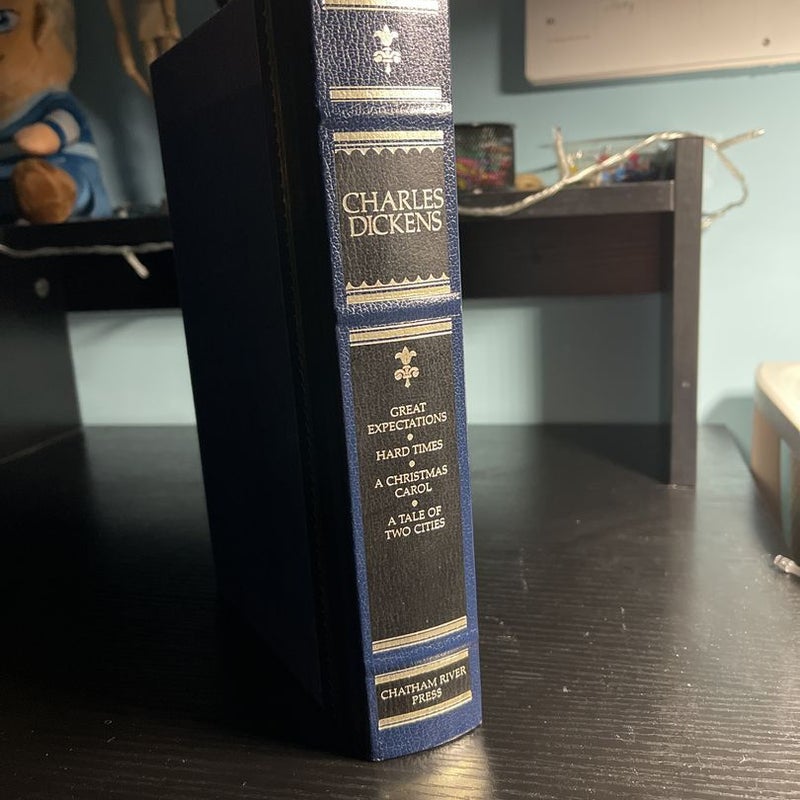 CHARLES
DICKENS
GREAT
EXPECTATIONS
HARD TIMES
A CHRISTMAS
CAROL
A TALE OF
TWO CITIES
CHATHAM RIVER
PRESS